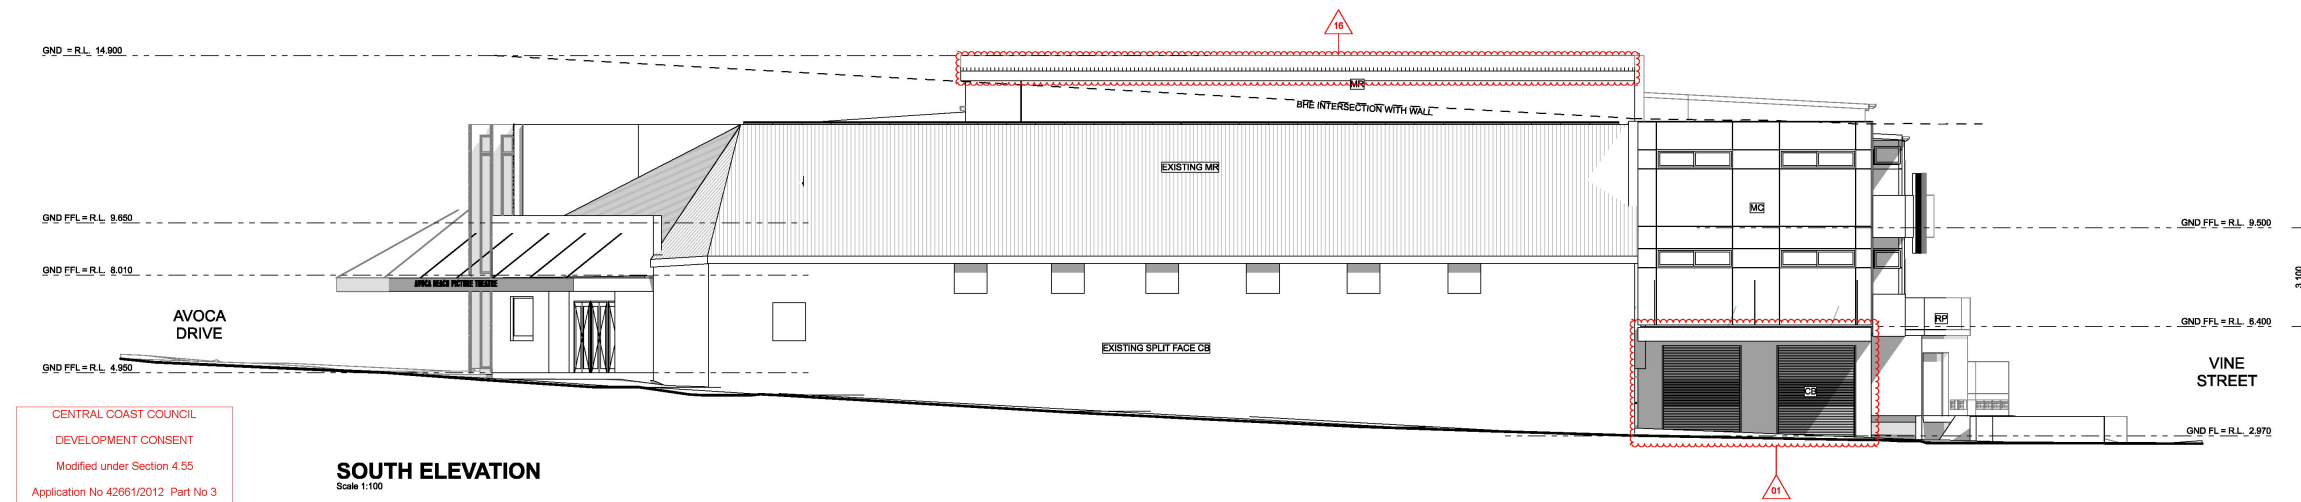 16
GND = R.L. 14.900
MR
BHE INTERSECTION WITH WALL
EXISTING MR
MC
GND FFL = R.L. 9.650
GND FFL = R.L. 9.500
GND FFL = R.L. 8.010
3.100
AVOCA BEACH PICTURE THEATRE
AVOCA
DRIVE
RP
GND FFL = R.L. 6.400
EXISTING SPLIT FACE CB
GND FFL = R.L. 4.950
VINE
STREET
CB
GND FL = R.L. 2.970
CENTRAL COAST COUNCIL
DEVELOPMENT CONSENT
Modified under Section 4.55
Application No 42661/2012 Part No 3
SOUTH ELEVATION
Scale 1:100
01